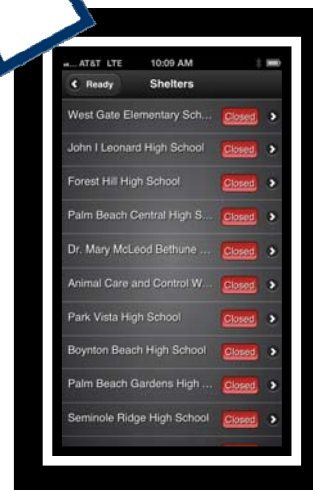 AT&T LTE 10:09 AM
Ready Shelters
West Gate Elementary Sch... Closed
John I Leonard High School Closed
Forest Hill High School Closed
Palm Beach Central High S... Closed
Dr. Mary McLeod Bethune ... Closed
Animal Care and Control W... Closed
Park Vista High School Closed
Boynton Beach High School Closed
Palm Beach Gardens High ... Closed
Seminole Ridge High School Closed